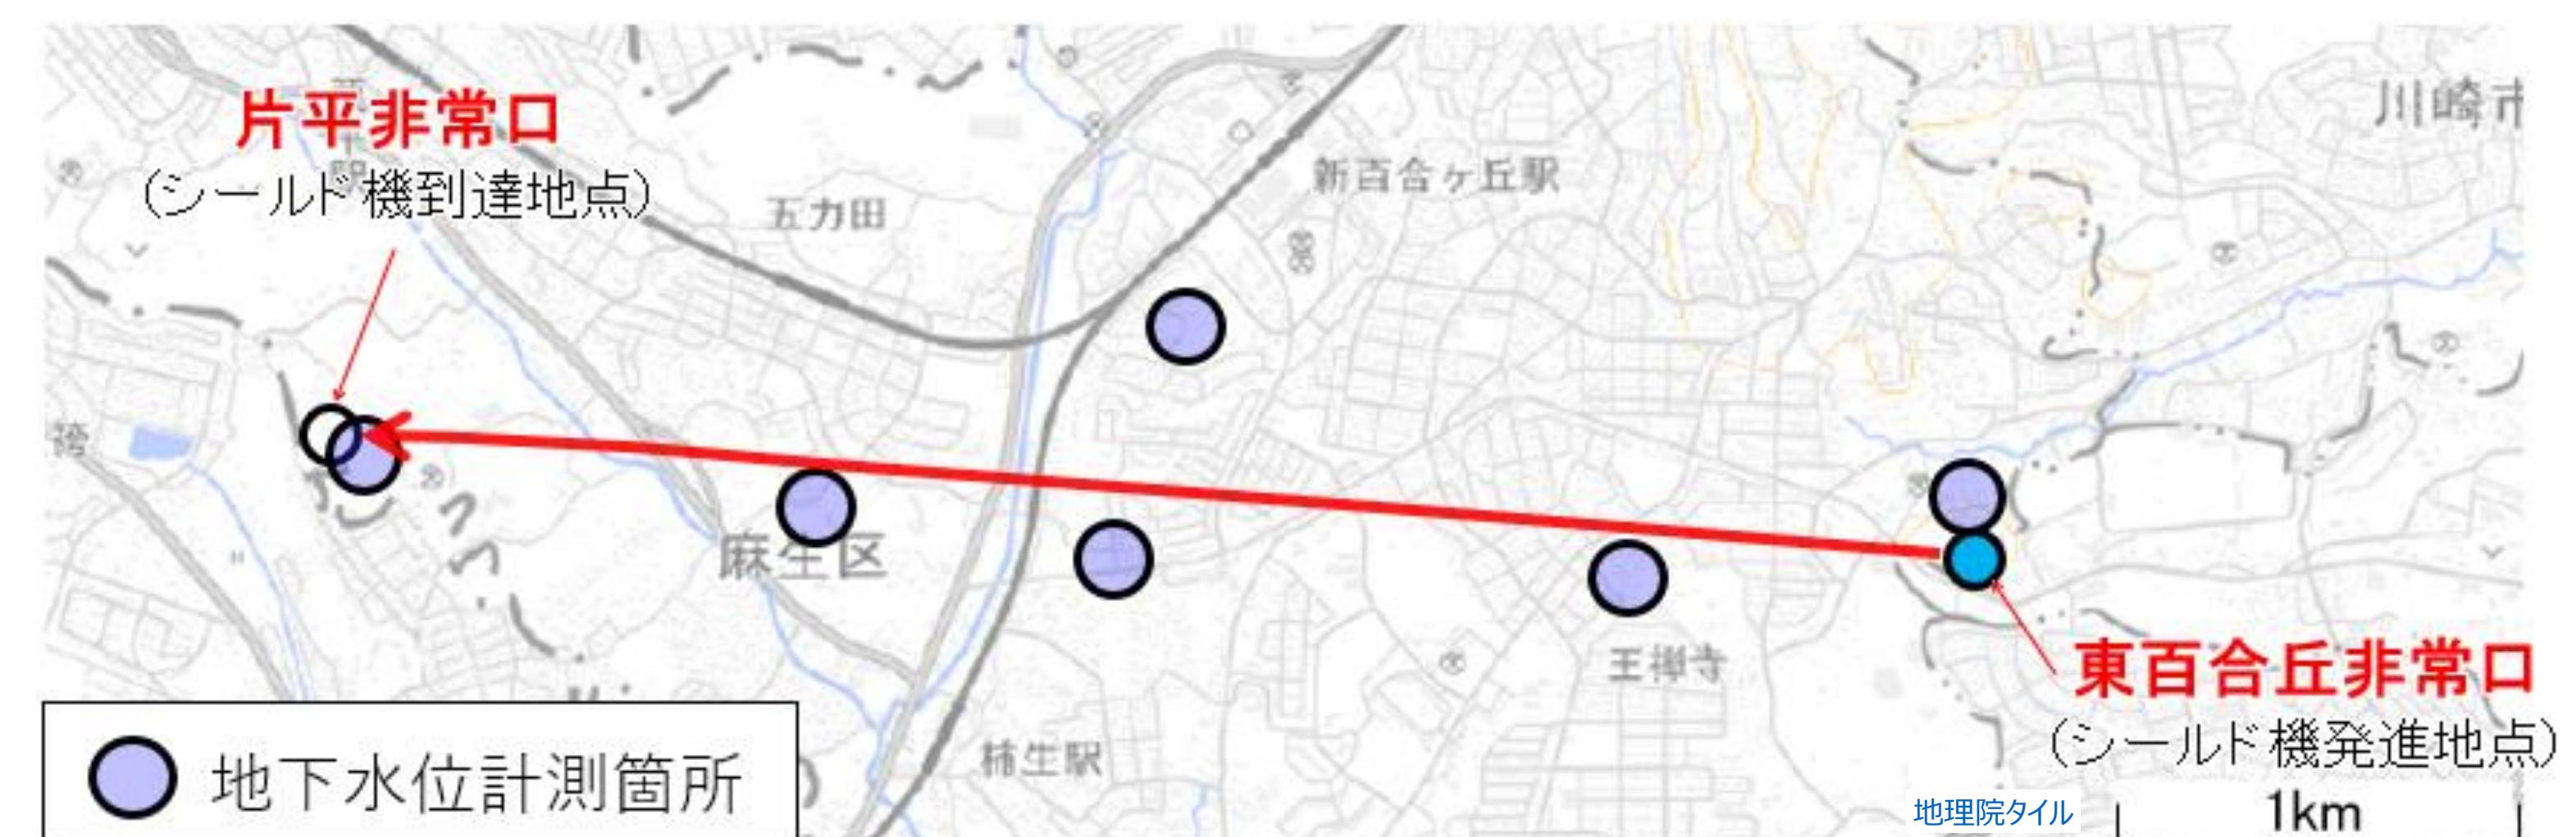 川崎市
片平非常口
(シールド機到達地点)
新百合ヶ丘駅
五力田
麻生区
王禅寺
東百合丘非常口
(シールド機発進地点)
柿生駅
地下水位計測箇所
地理院タイル
1km